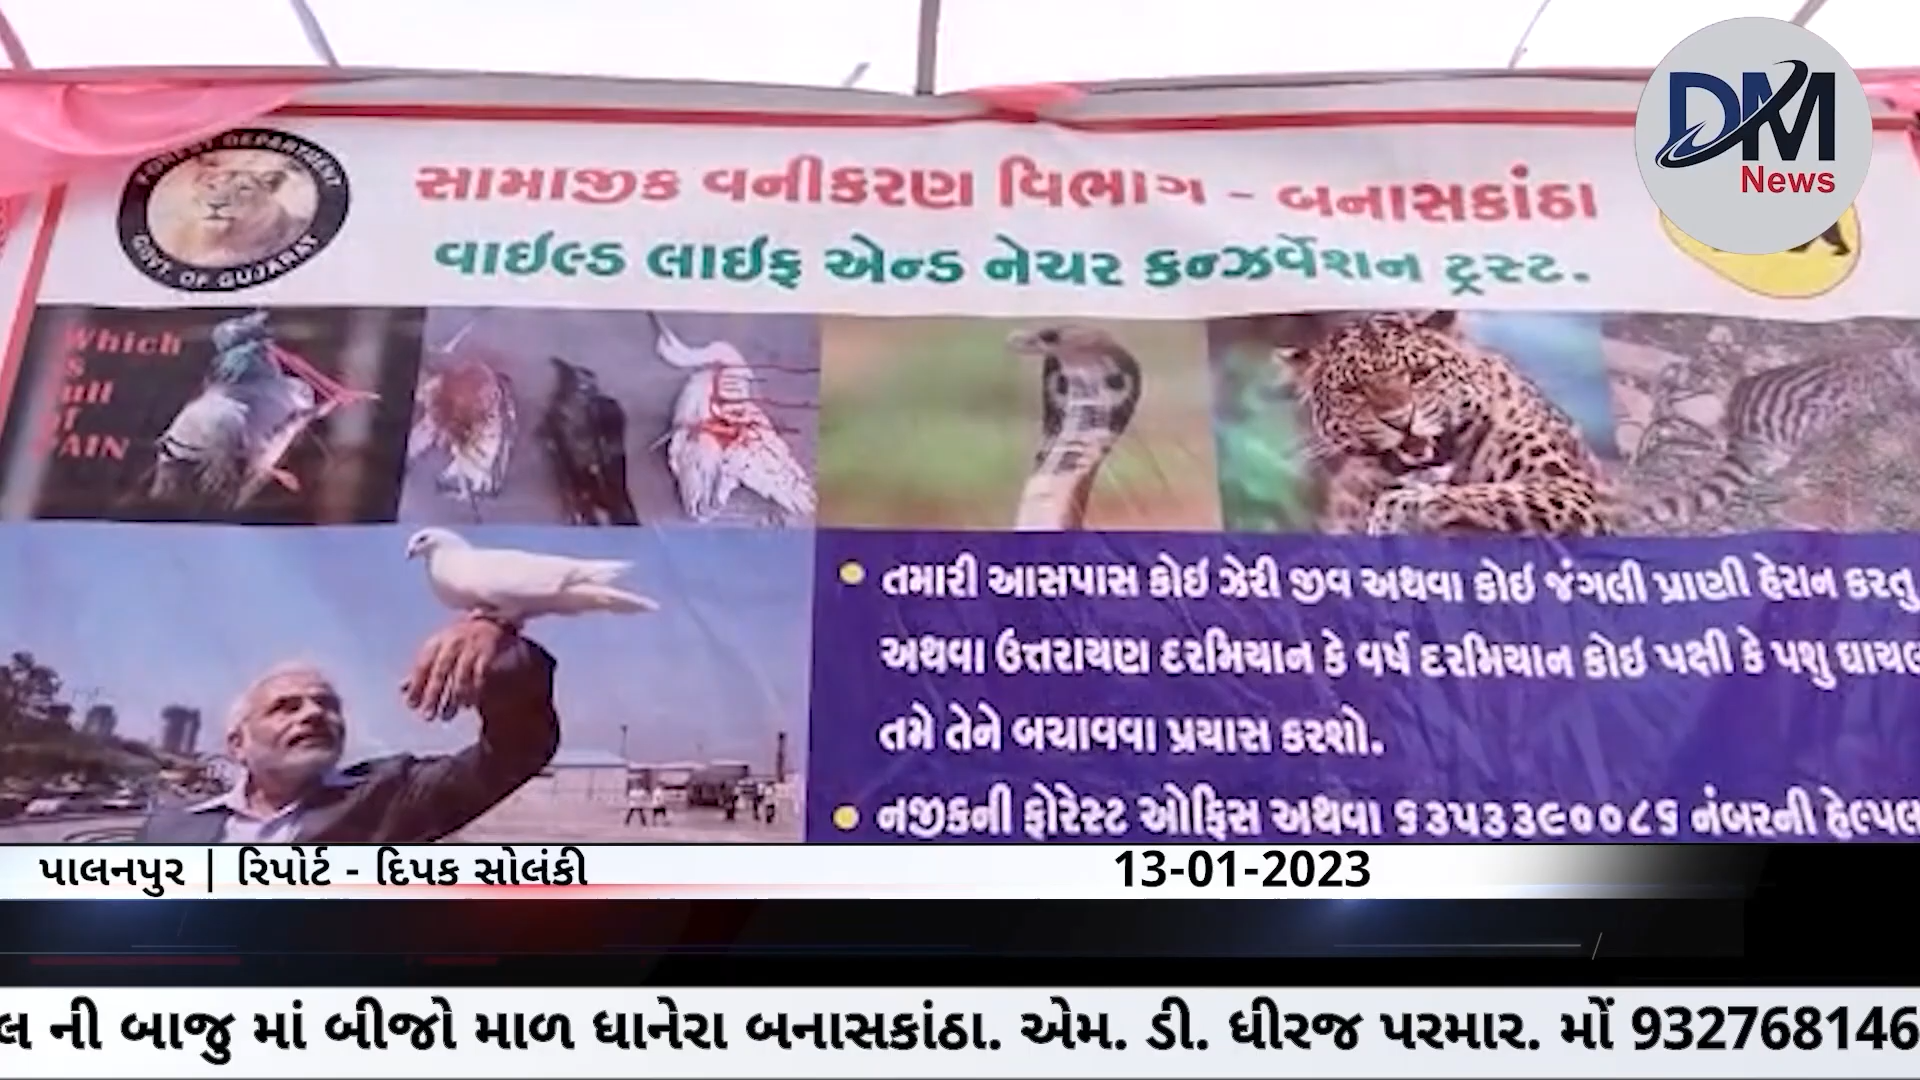 DM
News
FOREST DEPARTMENT
GOVT. OF GUJARAT
સામાજીક વનીકરણ વિભાગ - બનાસકાંઠા
વાઈલ્ડ લાઈફ એન્ડ નેચર કન્ઝર્વેશન ટ્રસ્ટ.
Which
તમારી આસપાસ કોઇ ઝેરી જીવ અથવા કોઇ જંગલી પ્રાણી હેરાન કરતુ
અથવા ઉત્તરાયણ દરમિયાન કે વર્ષ દરમિયાન કોઇ પક્ષી કે પશુ ઘાયલ
તમે તેને બચાવવા પ્રયાસ કરશો.
નજીકની ફોરેસ્ટ ઓફિસ અથવા ૬૩૫૩૩૯૦૦૮૬ નંબરની હેલ્પલ
પાલનપુર | રિપોર્ટ - દિપક સોલંકી
13-01-2023
લ ની બાજુ માં બીજો માળ ધાનેરા બનાસકાંઠા. એમ. ડી. ધીરજ પરમાર. મોં 932768146